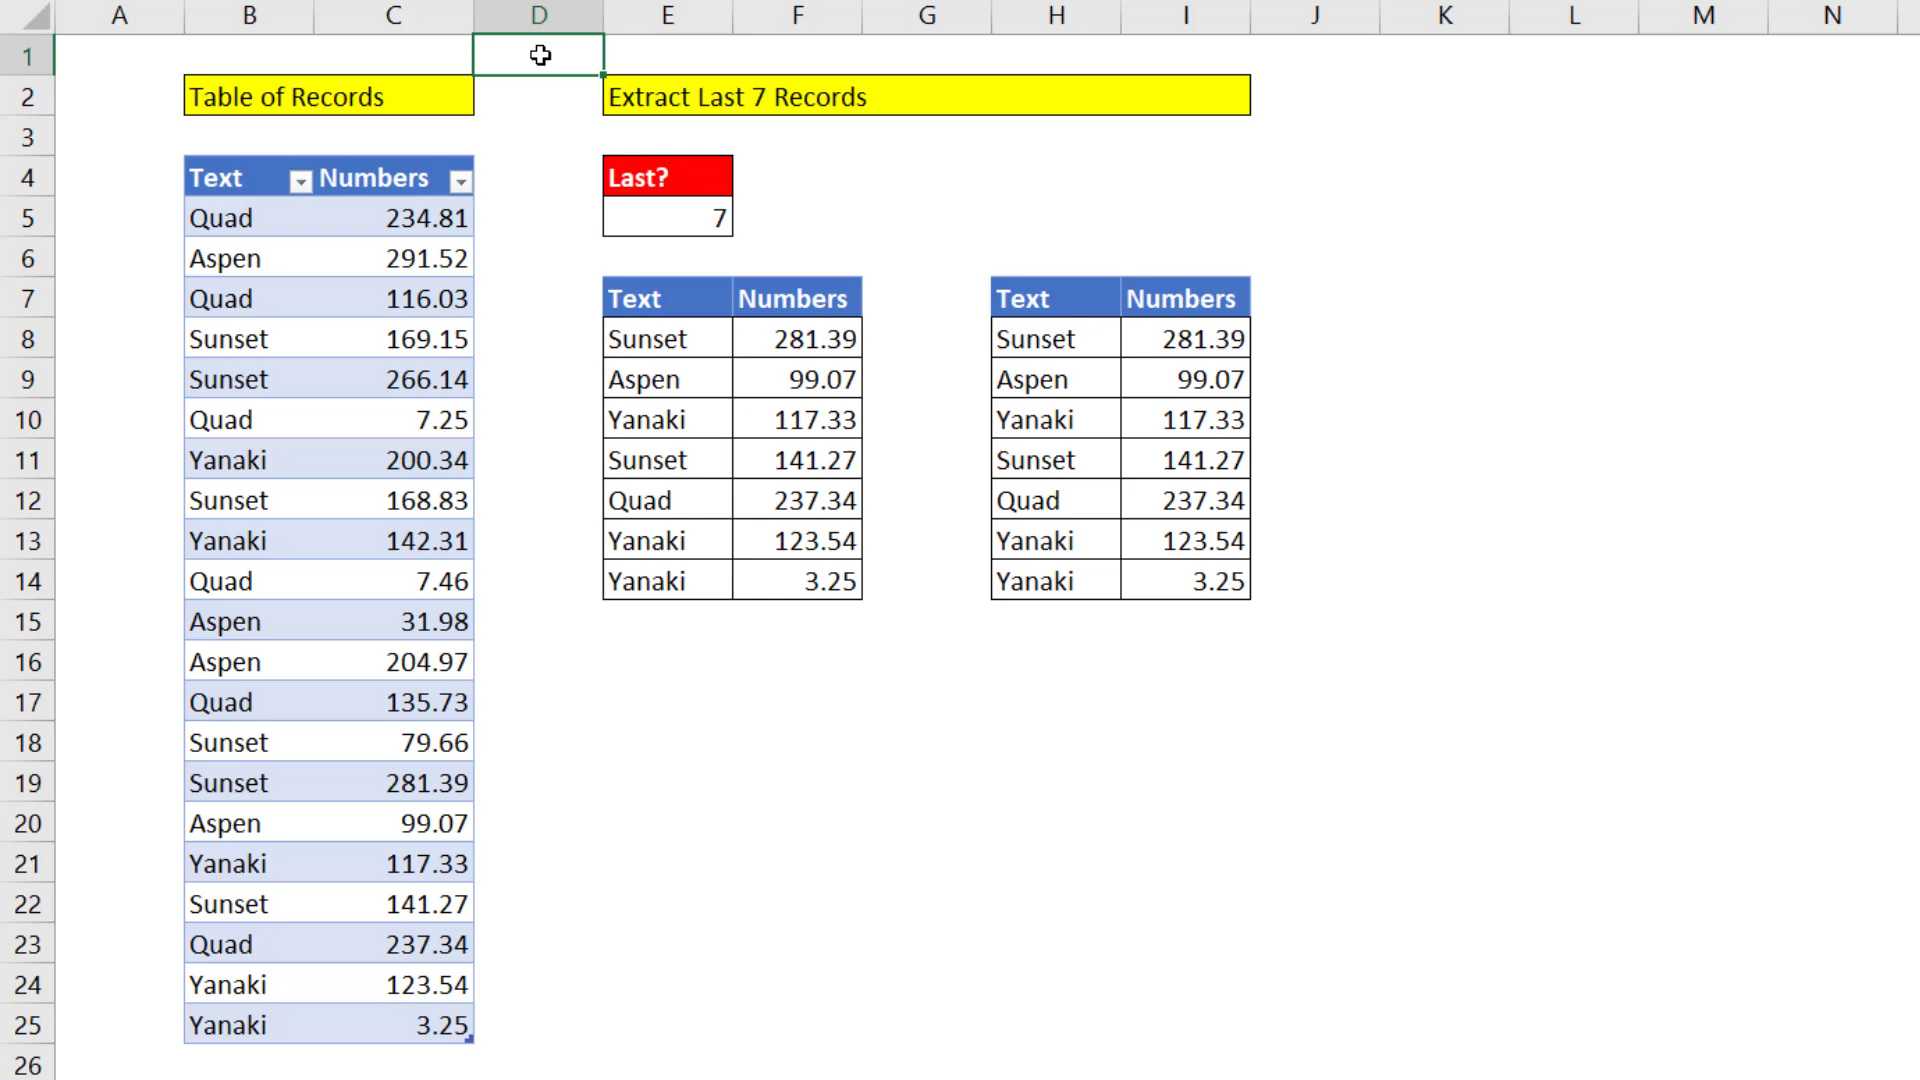 A B C D E F G H I J K L M N
1
2 Table of Records Extract Last 7 Records
3
4 Text Numbers Last?
5 Quad 234.81 7
6 Aspen 291.52
7 Quad 116.03 Text Numbers Text Numbers
8 Sunset 169.15 Sunset 281.39 Sunset 281.39
9 Sunset 266.14 Aspen 99.07 Aspen 99.07
10 Quad 7.25 Yanaki 117.33 Yanaki 117.33
11 Yanaki 200.34 Sunset 141.27 Sunset 141.27
12 Sunset 168.83 Quad 237.34 Quad 237.34
13 Yanaki 142.31 Yanaki 123.54 Yanaki 123.54
14 Quad 7.46 Yanaki 3.25 Yanaki 3.25
15 Aspen 31.98
16 Aspen 204.97
17 Quad 135.73
18 Sunset 79.66
19 Sunset 281.39
20 Aspen 99.07
21 Yanaki 117.33
22 Sunset 141.27
23 Quad 237.34
24 Yanaki 123.54
25 Yanaki 3.25
26